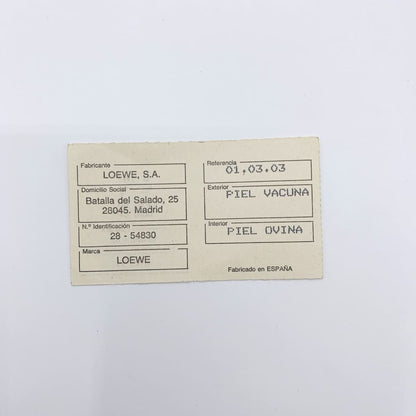 Fabricante
LOEWE, S.A.
Domicilio Social
Batalla del Salado, 25
28045. Madrid
N.º Identificación
28 - 54830
Marca
LOEWE
Referencia
01,03.03
Exterior
PIEL VACUNA
Interior
PIEL OVINA
Fabricado en ESPAÑA